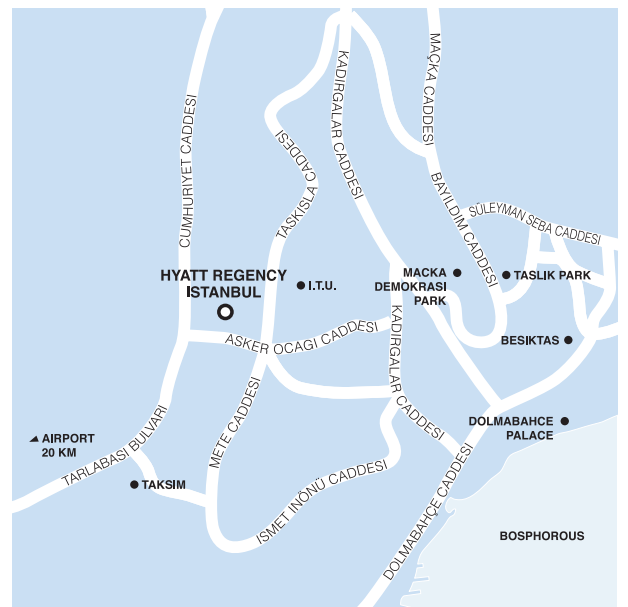 MAÇKA CADDESI
KADIRGALAR CADDESI
CUMHURIYET CADDESI
TASKISLA CADDESI
BAYILDIM CADDESI
SÜLEYMAN SEBA CADDESI
HYATT REGENCY
ISTANBUL
I.T.U.
MACKA
DEMOKRASI
PARK
TASLIK PARK
ASKER OCAGI CADDESI
KADIRGALAR CADDESI
BESIKTAS
METE CADDESI
DOLMABAHCE
PALACE
AIRPORT
20 KM
TARLABASI BULVARI
TAKSIM
ISMET INÖNÜ CADDESI
DOLMABAHÇE CADDESI
BOSPHOROUS